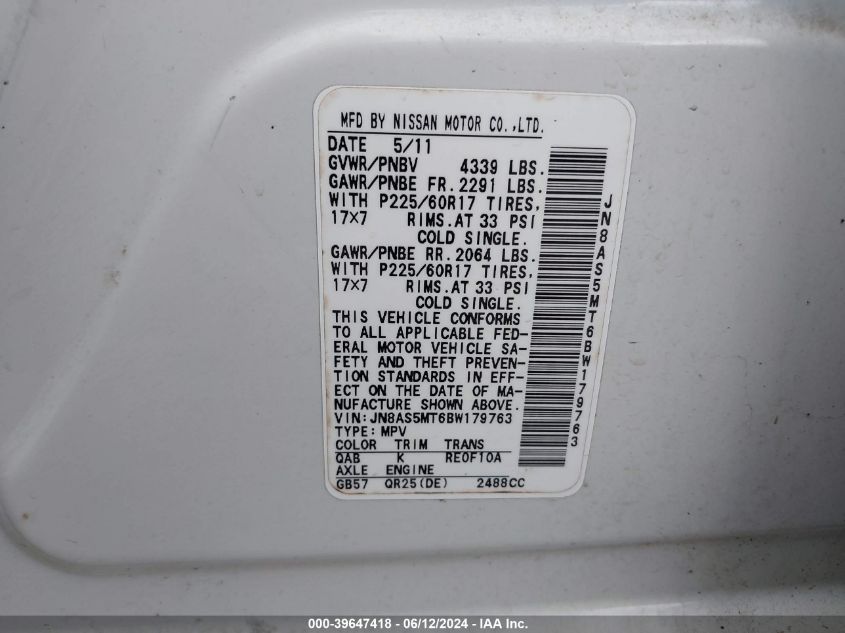 MFD BY NISSAN MOTOR CO.,LTD.
DATE 5/11
GVWR/PNBV 4339 LBS.
GAWR/PNBE FR.2291 LBS.
WITH P225/60R17 TIRES,
17×7 RIMS.AT 33 PSI
COLD SINGLE.
GAWR/PNBE RR.2064 LBS.
WITH P225/60R17 TIRES,
17×7 RIMS.AT 33 PSI
COLD SINGLE.
THIS VEHICLE CONFORMS
TO ALL APPLICABLE FED-
ERAL MOTOR VEHICLE SA-
FETY AND THEFT PREVEN-
TION STANDARDS IN EFF-
ECT ON THE DATE OF MA-
NUFACTURE SHOWN ABOVE.
VIN:JN8AS5MT6BW179763
TYPE:MPV
COLOR TRIM TRANS
QAB K RE0F10A
AXLE ENGINE
GB57 QR25(DE) 2488CC
JN8AS5MT6BW179763
000-39647418 - 06/12/2024 - IAA Inc.